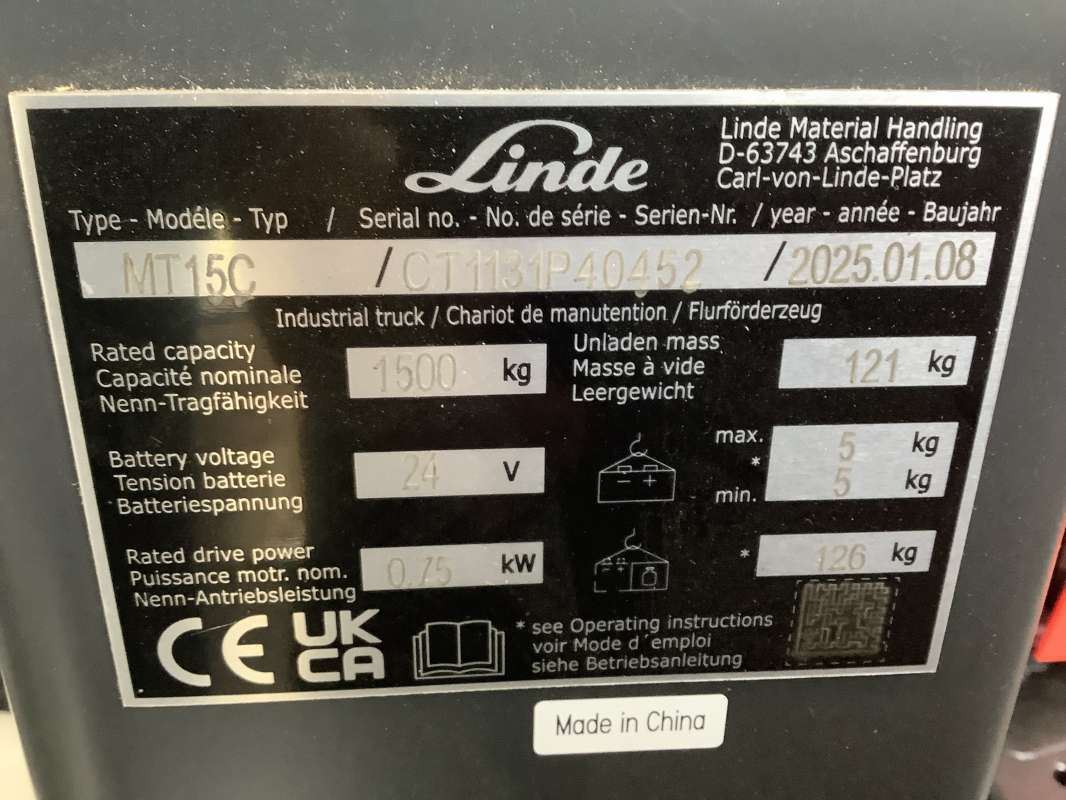 Linde
Linde Material Handling
D-63743 Aschaffenburg
Carl-von-Linde-Platz
Type - Modéle - Typ / Serial no. - No. de série - Serien-Nr. / year - année - Baujahr
MT15C / CT1131P40452 / 2025.01.08
Industrial truck / Chariot de manutention / Flurförderzeug
Rated capacity
Capacité nominale
Nenn-Tragfähigkeit
1500 kg
Unladen mass
Masse à vide
Leergewicht
121 kg
Battery voltage
Tension batterie
Batteriespannung
24 V
max. 5 kg
*
min. 5 kg
Rated drive power
Puissance motr. nom.
Nenn-Antriebsleistung
0.75 kW
* 126 kg
CE
UK
CA
* see Operating instructions
voir Mode d´emploi
siehe Betriebsanleitung
Made in China